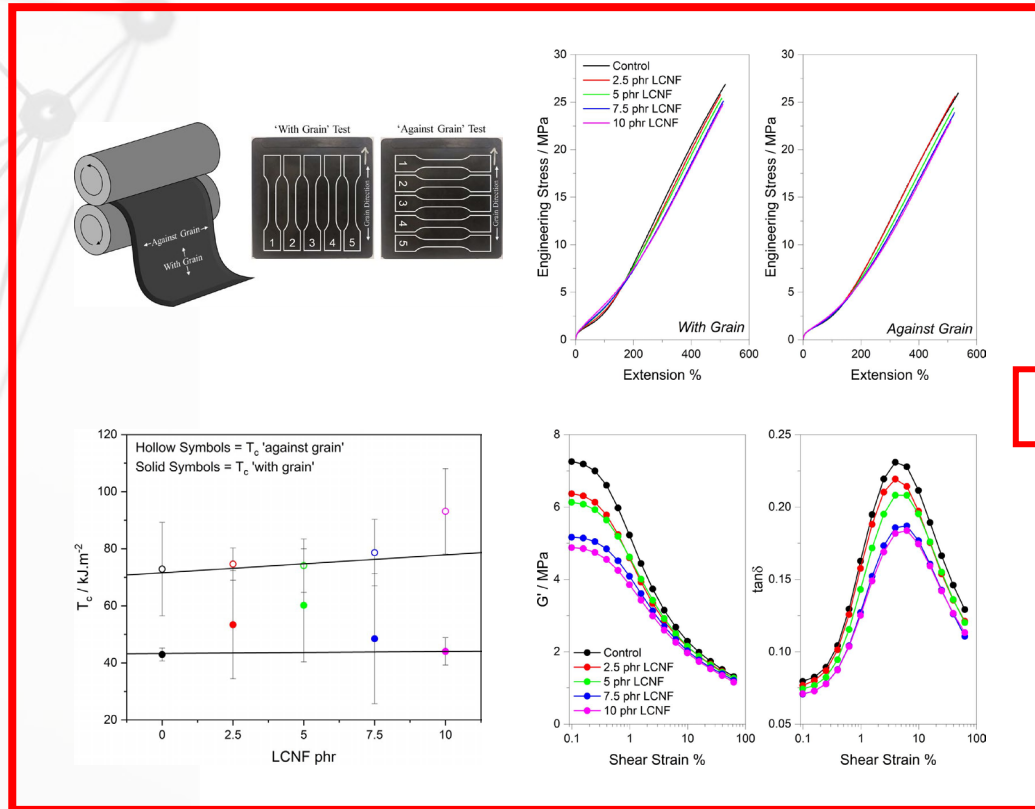 'With Grain' Test
'Against Grain' Test
Against Grain
With Grain
1 2 3 4 5
Grain Direction
1
2
3
4
5
Grain Direction
30
25
20
15
10
5
0
Engineering Stress / MPa
Control
2.5 phr LCNF
5 phr LCNF
7.5 phr LCNF
10 phr LCNF
With Grain
0 200 400 600
Extension %
30
25
20
15
10
5
0
Engineering Stress / MPa
Against Grain
0 200 400 600
Extension %
120
100
80
60
40
20
T_c / kJ.m⁻²
Hollow Symbols = T_c 'against grain'
Solid Symbols = T_c 'with grain'
0 2.5 5 7.5 10
LCNF phr
8
6
4
2
0
G' / MPa
Control
2.5 phr LCNF
5 phr LCNF
7.5 phr LCNF
10 phr LCNF
0.1 1 10 100
Shear Strain %
0.25
0.20
0.15
0.10
0.05
tanδ
0.1 1 10 100
Shear Strain %